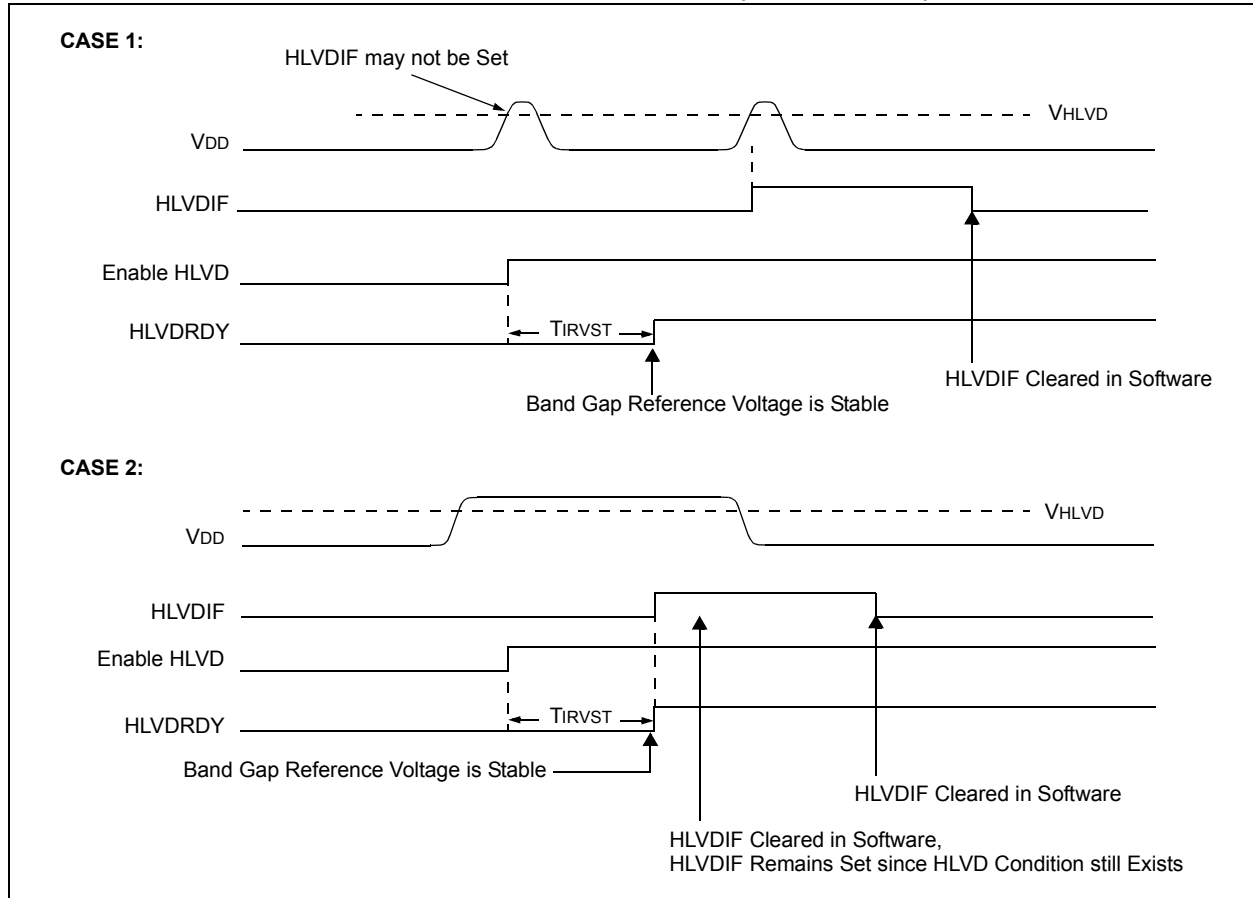 CASE 1:
HLVDIF may not be Set
VHLVD
VDD
HLVDIF
Enable HLVD
HLVDRDY
TIRVST
HLVDIF Cleared in Software
Band Gap Reference Voltage is Stable
CASE 2:
VHLVD
VDD
HLVDIF
Enable HLVD
HLVDRDY
TIRVST
Band Gap Reference Voltage is Stable
HLVDIF Cleared in Software
HLVDIF Cleared in Software,
HLVDIF Remains Set since HLVD Condition still Exists